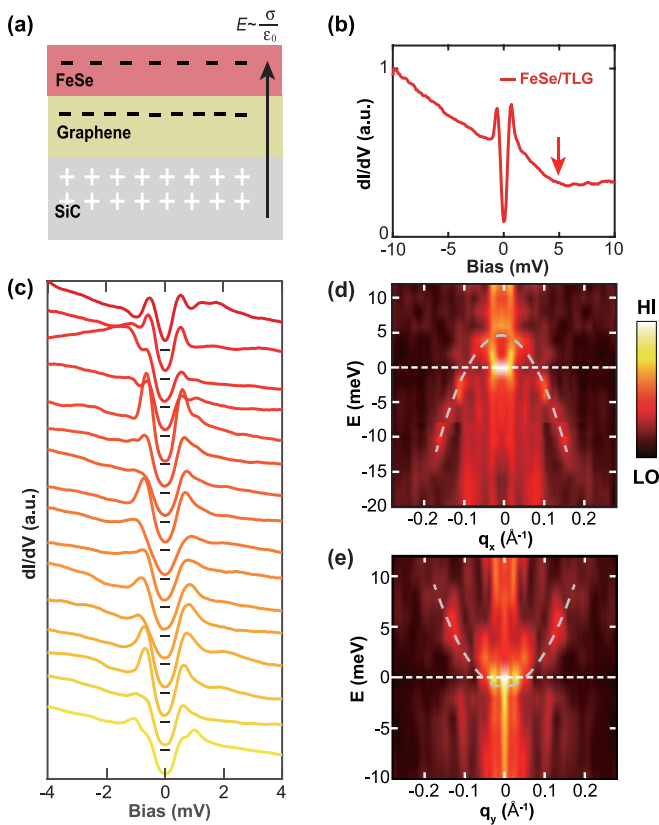 (a)
E~σ/ε₀
FeSe
Graphene
+ + + + + + + +
+ + + + + + + +
SiC
(b)
FeSe/TLG
1
0
dI/dV (a.u.)
-10 -5 0 5 10
Bias (mV)
(c)
dI/dV (a.u.)
-4 -2 0 2 4
Bias (mV)
(d)
10
5
0
-5
-10
-15
-20
E (meV)
-0.2 -0.1 0 0.1 0.2
qₓ (Å⁻¹)
HI
LO
(e)
10
5
0
-5
-10
E (meV)
-0.2 -0.1 0 0.1 0.2
q_y (Å⁻¹)